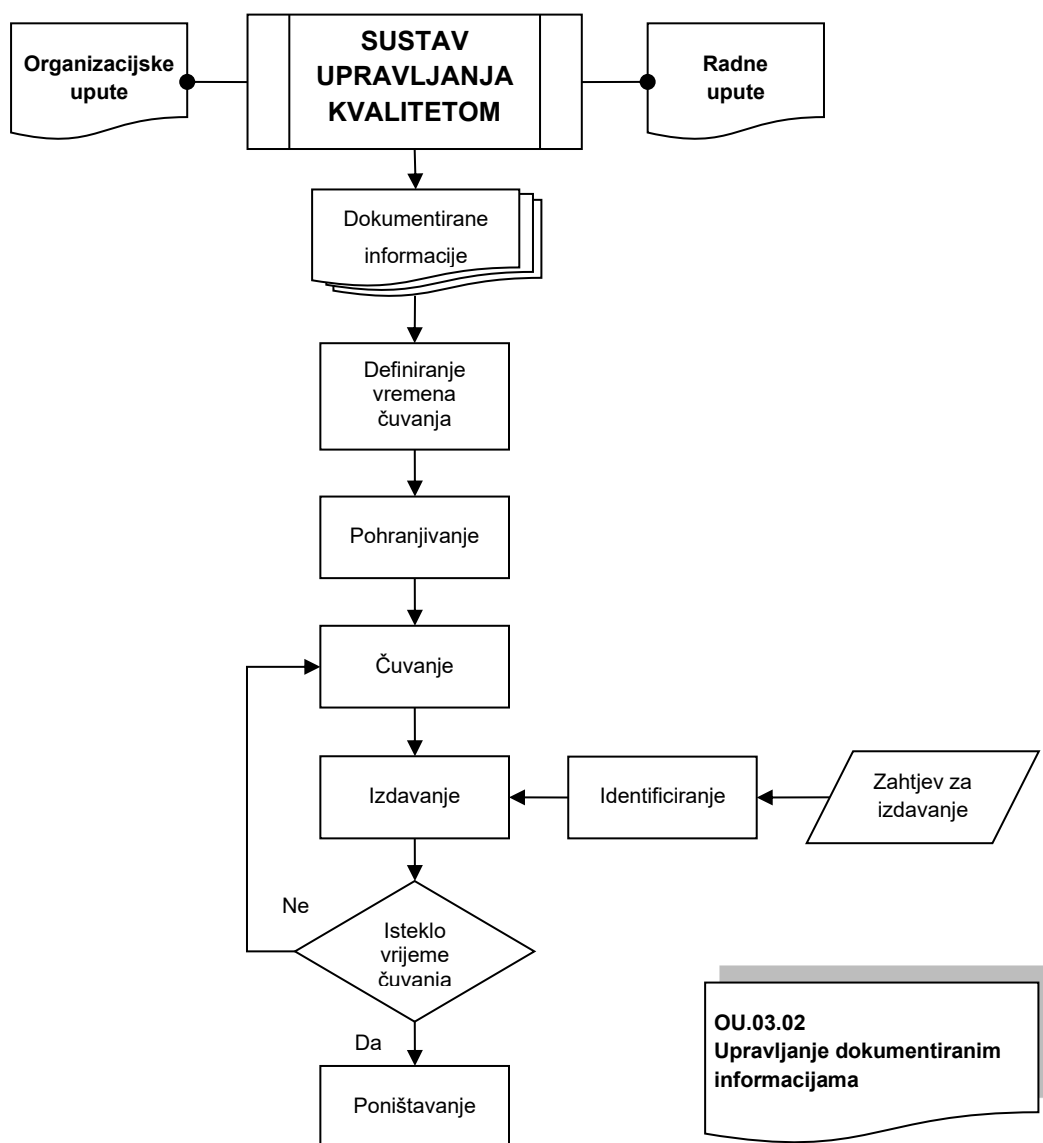 Organizacijske
upute
SUSTAV
UPRAVLJANJA
KVALITETOM
Radne
upute
Dokumentirane
informacije
Definiranje
vremena
čuvanja
Pohranjivanje
Čuvanje
Izdavanje
Identificiranje
Zahtjev za
izdavanje
Ne
Isteklo
vrijeme
čuvanja
Da
Poništavanje
OU.03.02
Upravljanje dokumentiranim
informacijama